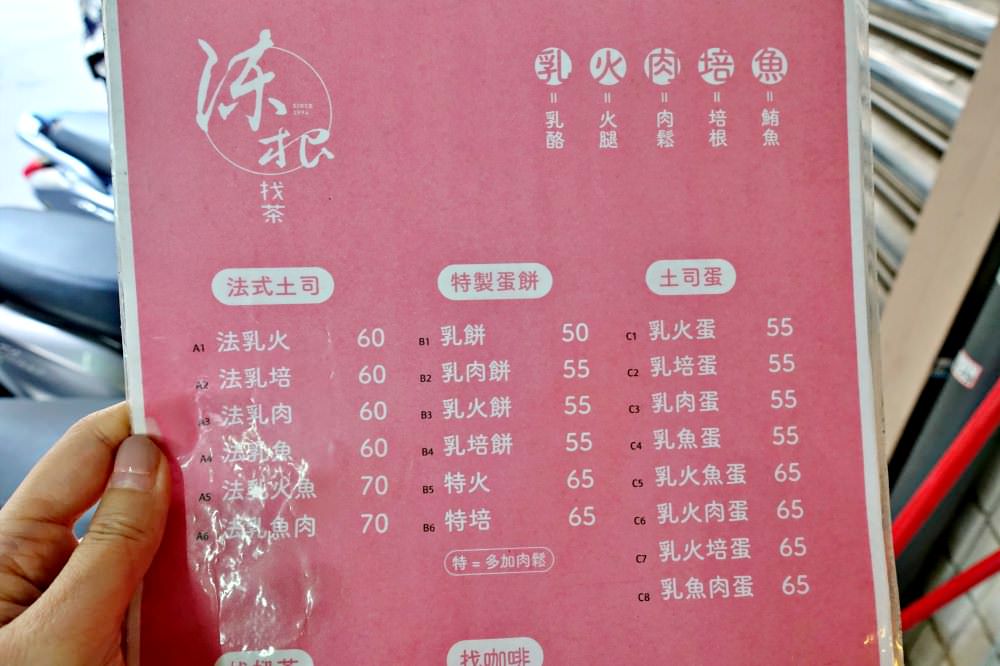 涷根
SINCE
1994
找茶
乳 火 肉 培 魚
= = = = =
乳酪 火腿 肉鬆 培根 鮪魚
法式土司
A1 法乳火 60
A2 法乳培 60
A3 法乳肉 60
A4 法乳魚 60
A5 法乳火魚 70
A6 法乳魚肉 70
特製蛋餅
B1 乳餅 50
B2 乳肉餅 55
B3 乳火餅 55
B4 乳培餅 55
B5 特火 65
B6 特培 65
特 = 多加肉鬆
土司蛋
C1 乳火蛋 55
C2 乳培蛋 55
C3 乳肉蛋 55
C4 乳魚蛋 55
C5 乳火魚蛋 65
C6 乳火肉蛋 65
C7 乳火培蛋 65
C8 乳魚肉蛋 65
找咖啡